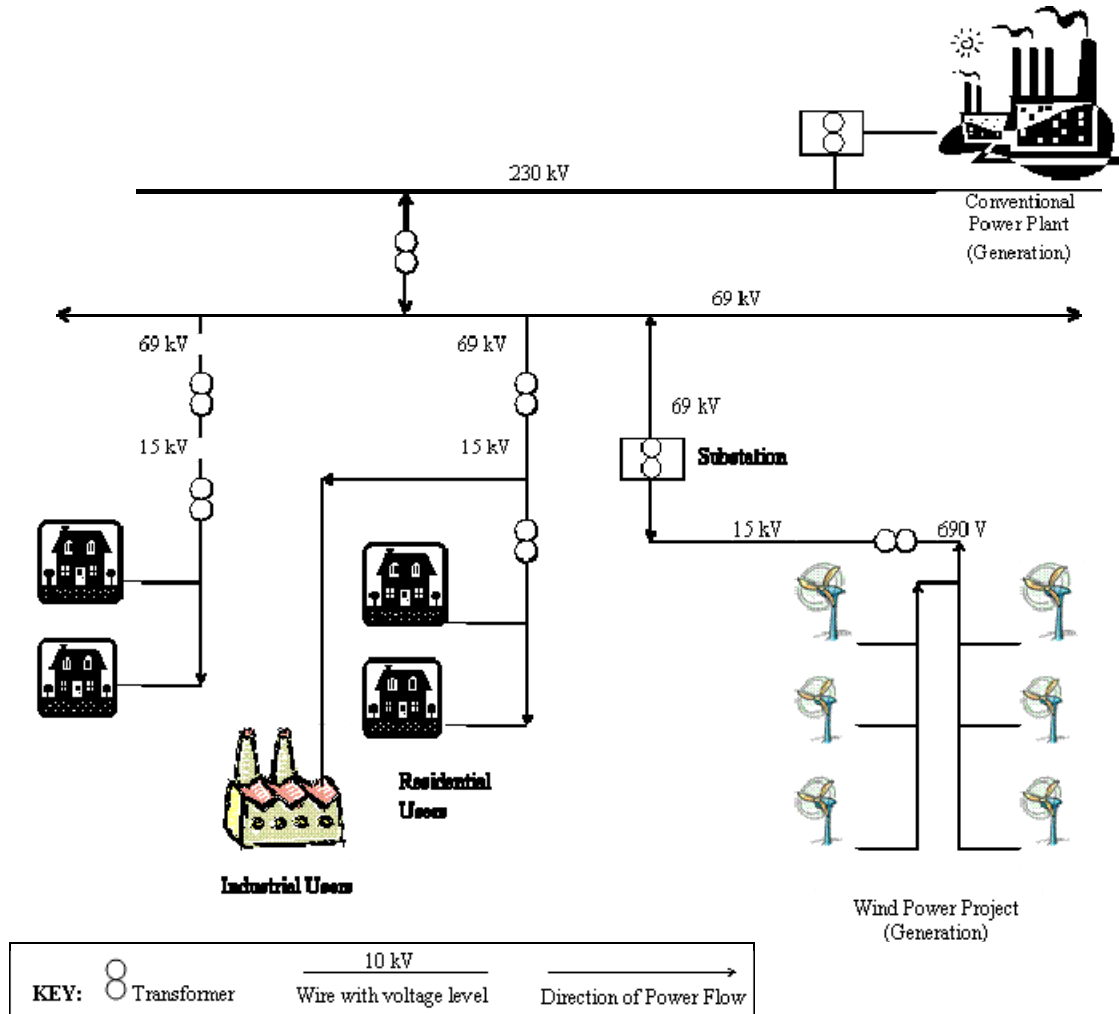 230 kV
Conventional
Power Plant
(Generation)
69 kV
69 kV
69 kV
69 kV
15 kV
15 kV
Substation
15 kV
690 V
Residential
Users
Industrial Users
Wind Power Project
(Generation)
KEY:
Transformer
10 kV
Wire with voltage level
Direction of Power Flow